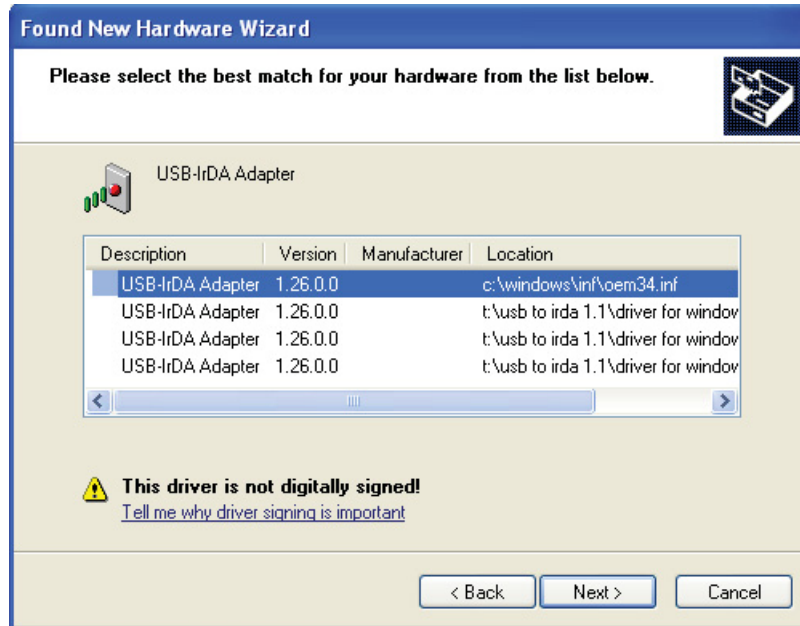 Found New Hardware Wizard
Please select the best match for your hardware from the list below.
USB-IrDA Adapter
Description Version Manufacturer Location
USB-IrDA Adapter 1.26.0.0 c:\windows\inf\oem34.inf
USB-IrDA Adapter 1.26.0.0 t:\usb to irda 1.1\driver for window
USB-IrDA Adapter 1.26.0.0 t:\usb to irda 1.1\driver for window
USB-IrDA Adapter 1.26.0.0 t:\usb to irda 1.1\driver for window
This driver is not digitally signed!
Tell me why driver signing is important
< Back Next > Cancel